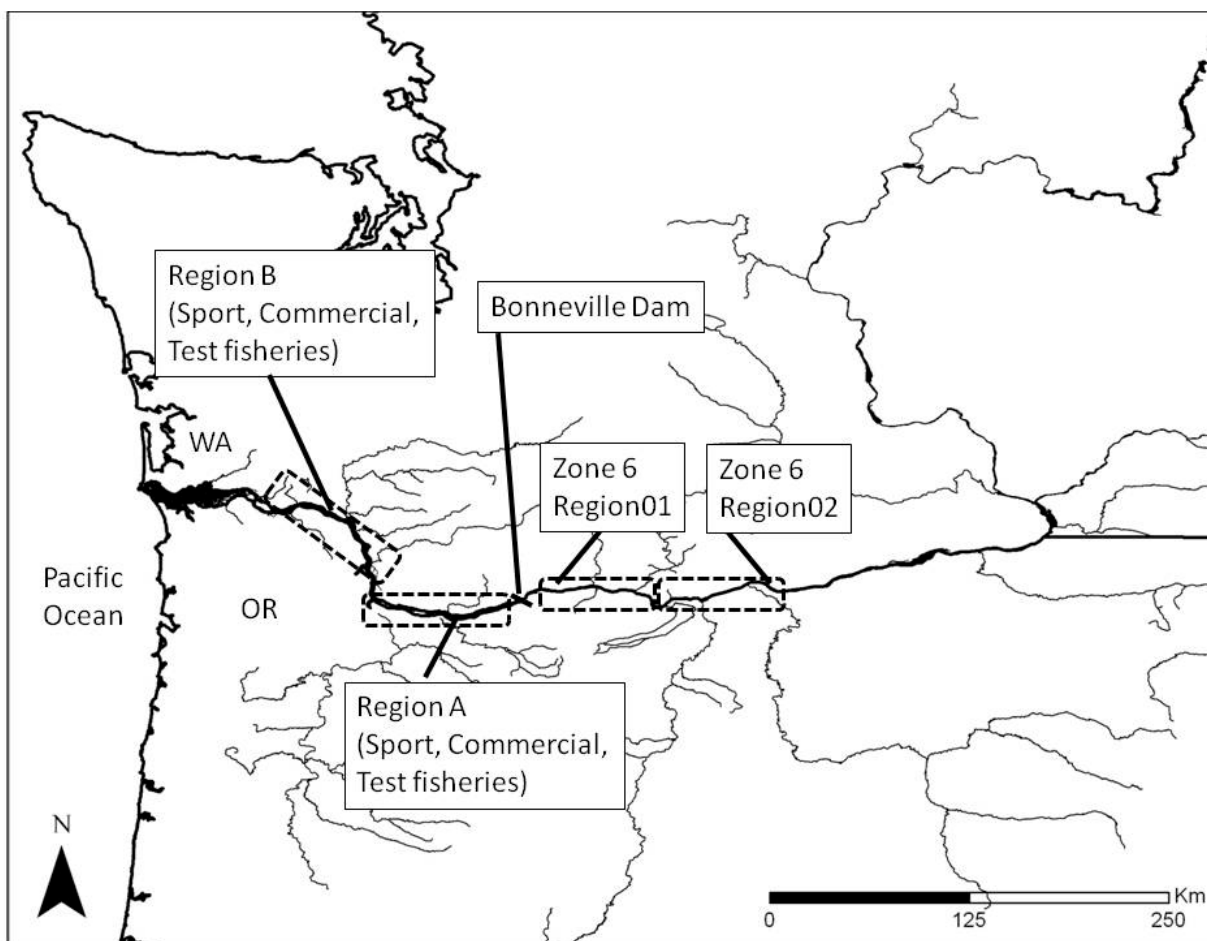 Region B
(Sport, Commercial,
Test fisheries)
Bonneville Dam
WA
Zone 6
Region01
Zone 6
Region02
Pacific
Ocean
OR
Region A
(Sport, Commercial,
Test fisheries)
N
Km
0
125
250